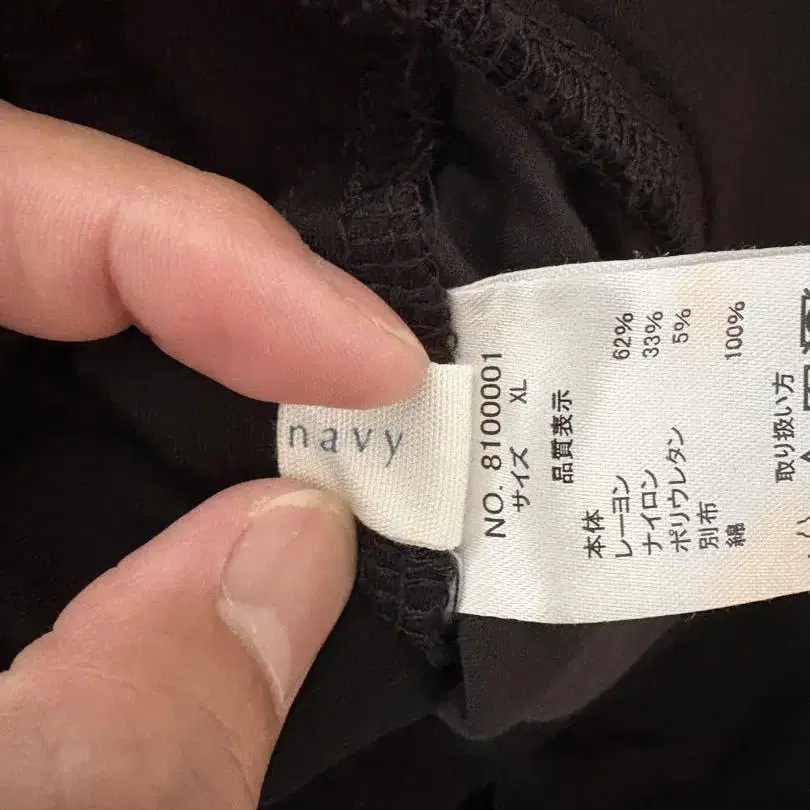 navy
NO. 8100001
サイズ XL
品質表示
本体
レーヨン 62%
ナイロン 33%
ポリウレタン 5%
別布
綿 100%
取り扱い方